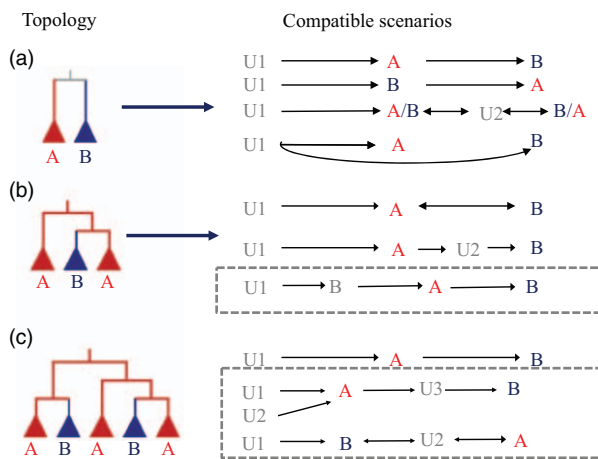 Topology Compatible scenarios
(a)
U1 A B
U1 B A
U1 A/B U2 B/A
U1 A B
A B
(b)
U1 A B
U1 A U2 B
U1 B A B
A B A
(c)
U1 A B
U1 A U3 B
U2
U1 B U2 A
A B A B A